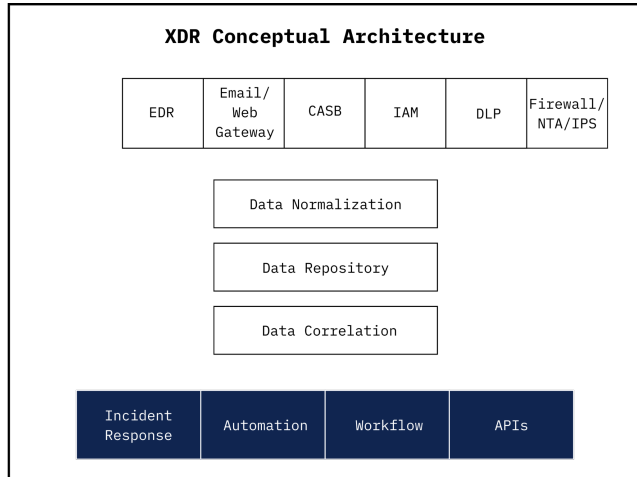 XDR Conceptual Architecture
EDR
Email/
Web
Gateway
CASB
IAM
DLP
Firewall/
NTA/IPS
Data Normalization
Data Repository
Data Correlation
Incident
Response
Automation
Workflow
APIs